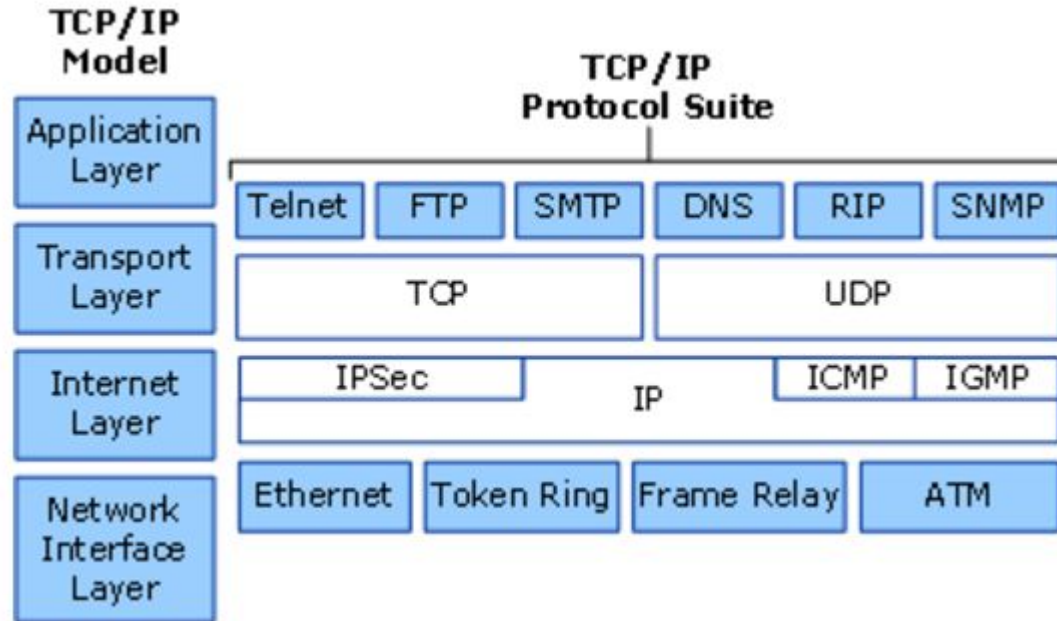 TCP/IP
Model
TCP/IP
Protocol Suite
Application
Layer
Telnet FTP SMTP DNS RIP SNMP
Transport
Layer
TCP UDP
Internet
Layer
IPSec ICMP IGMP
IP
Network
Interface
Layer
Ethernet Token Ring Frame Relay ATM